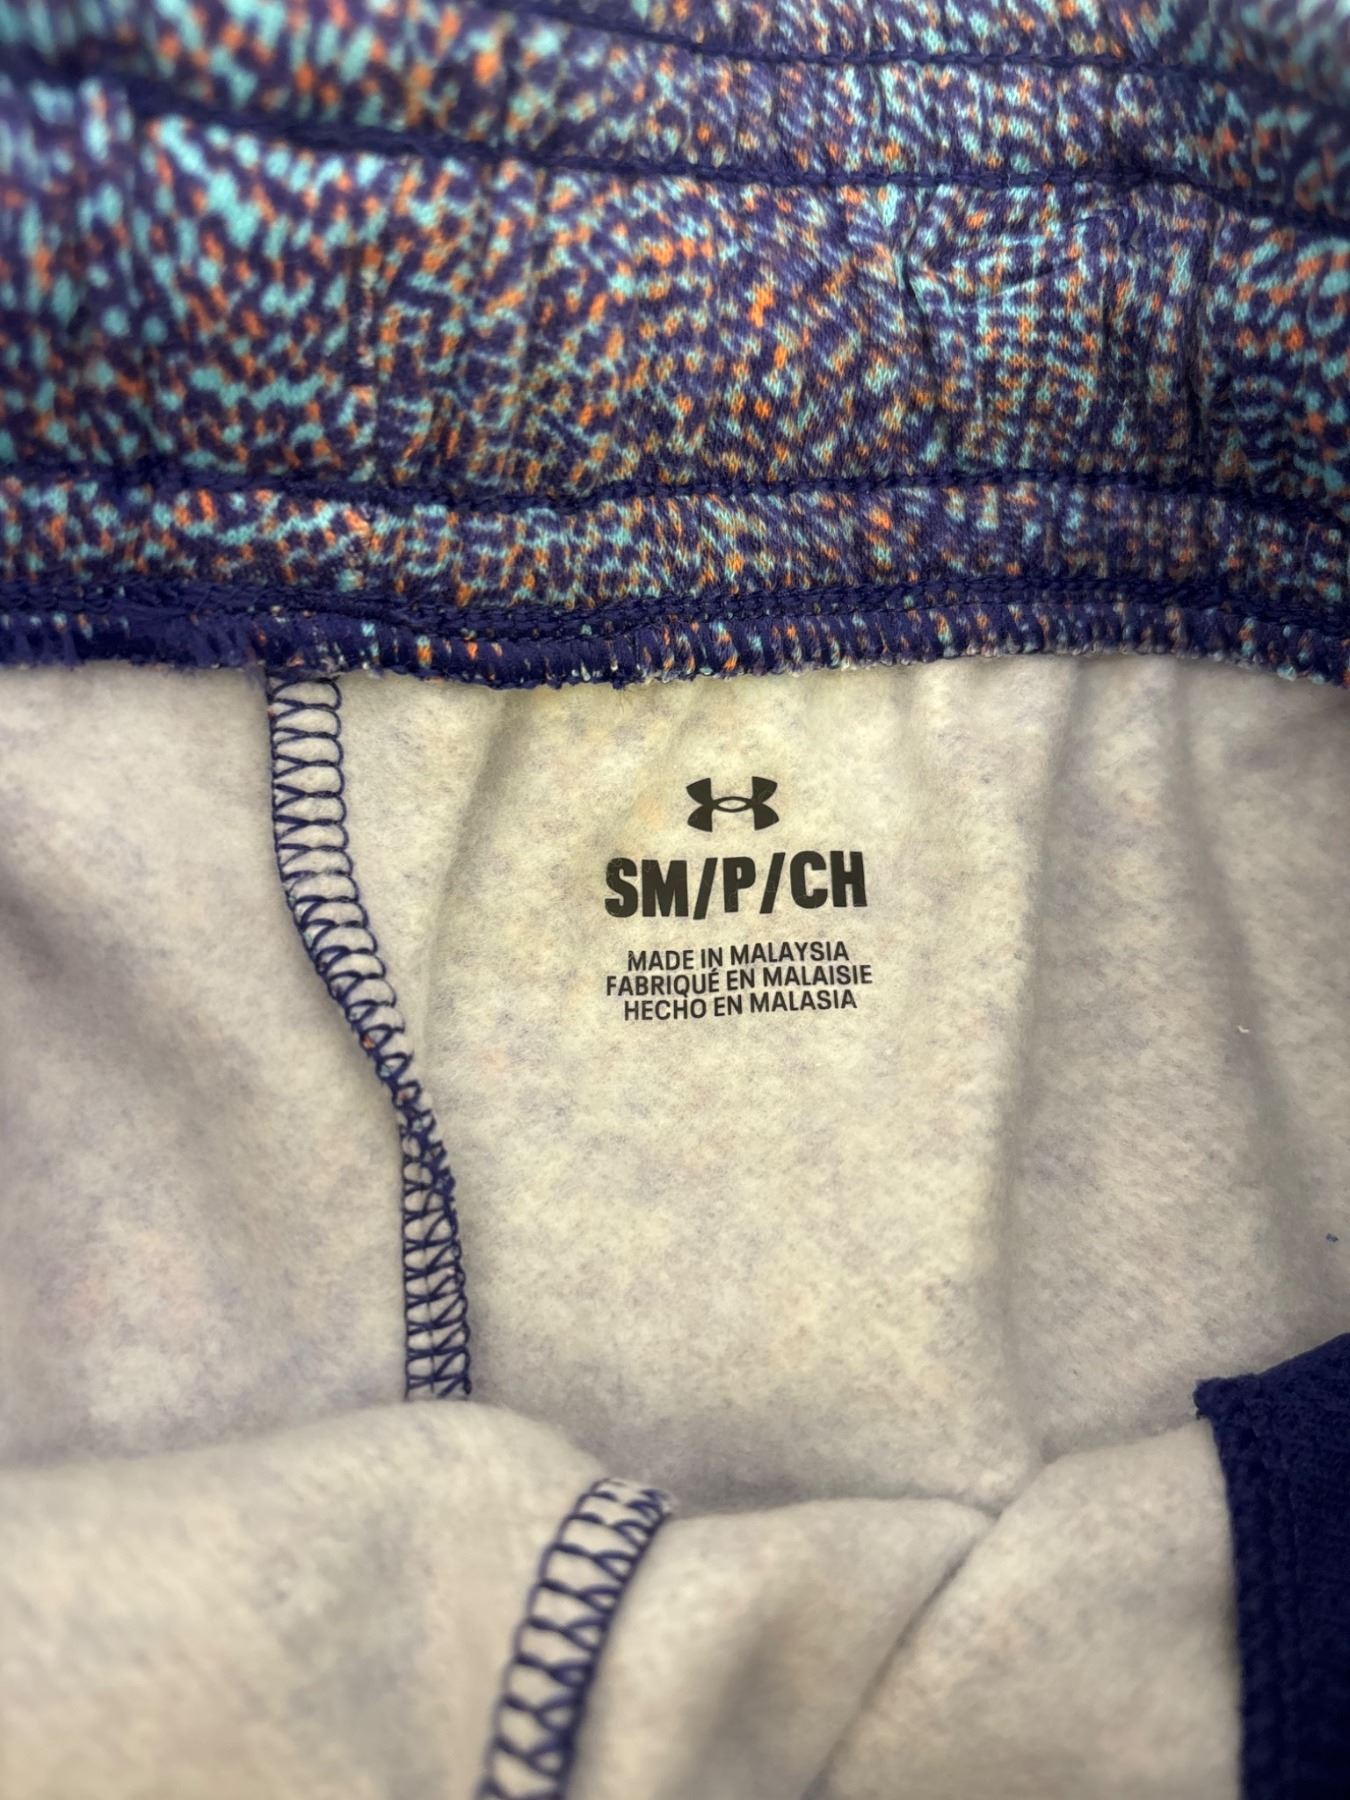 SM/P/CH
MADE IN MALAYSIA
FABRIQUÉ EN MALAISIE
HECHO EN MALASIA